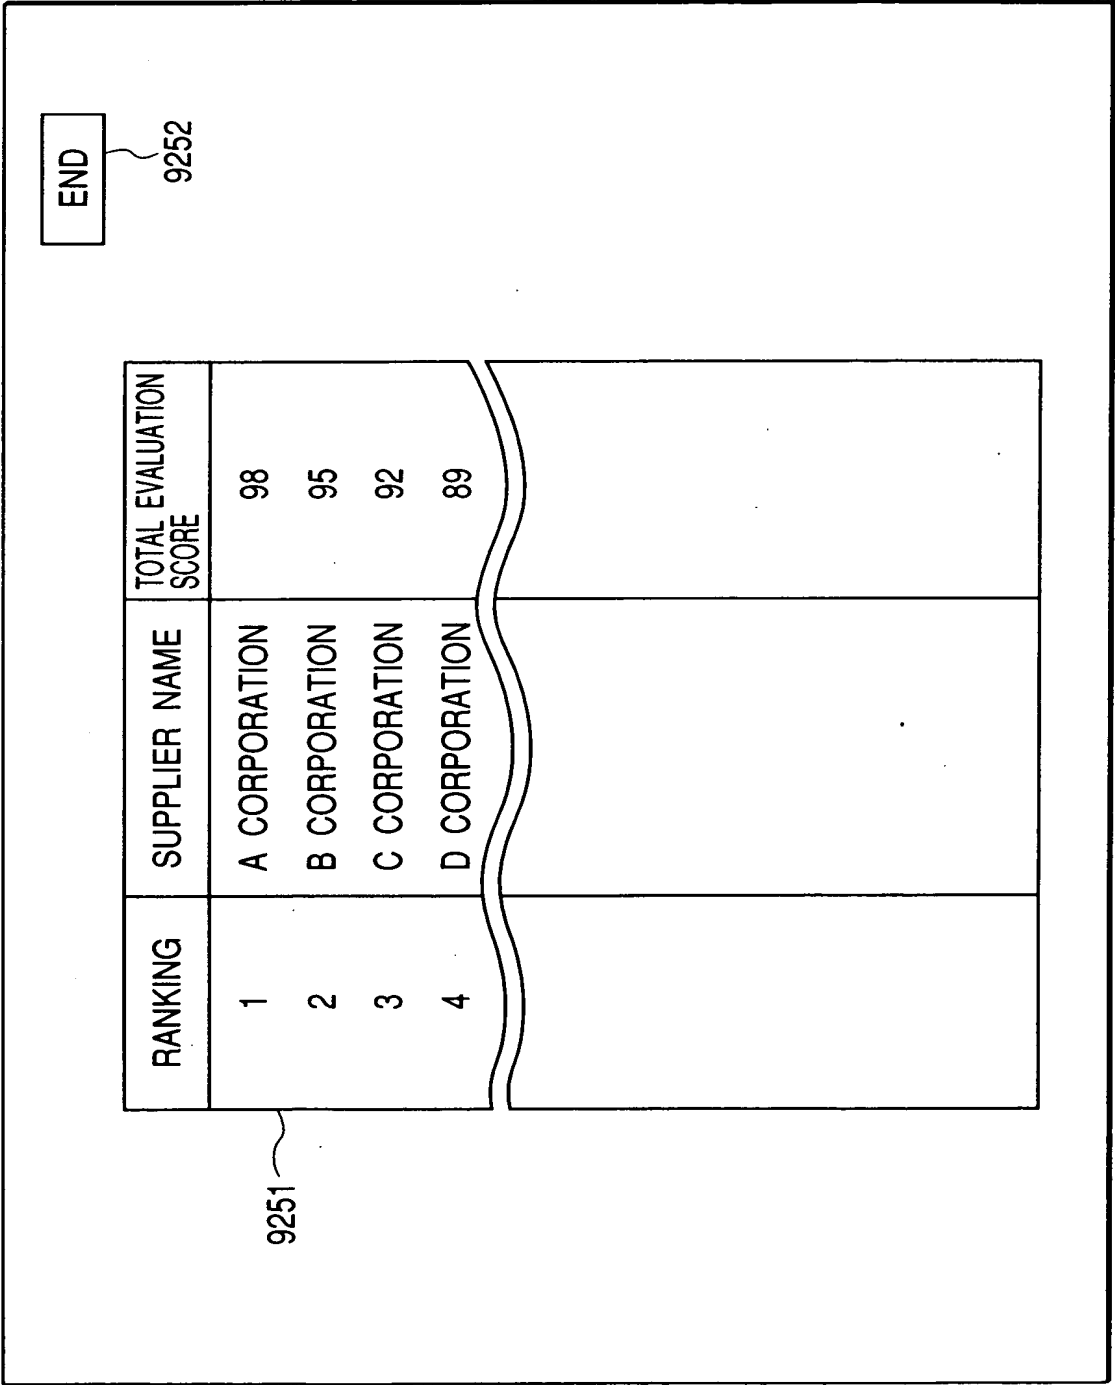 END
9252
RANKING SUPPLIER NAME TOTAL EVALUATION
SCORE
1 A CORPORATION 98
2 B CORPORATION 95
3 C CORPORATION 92
4 D CORPORATION 89
9251